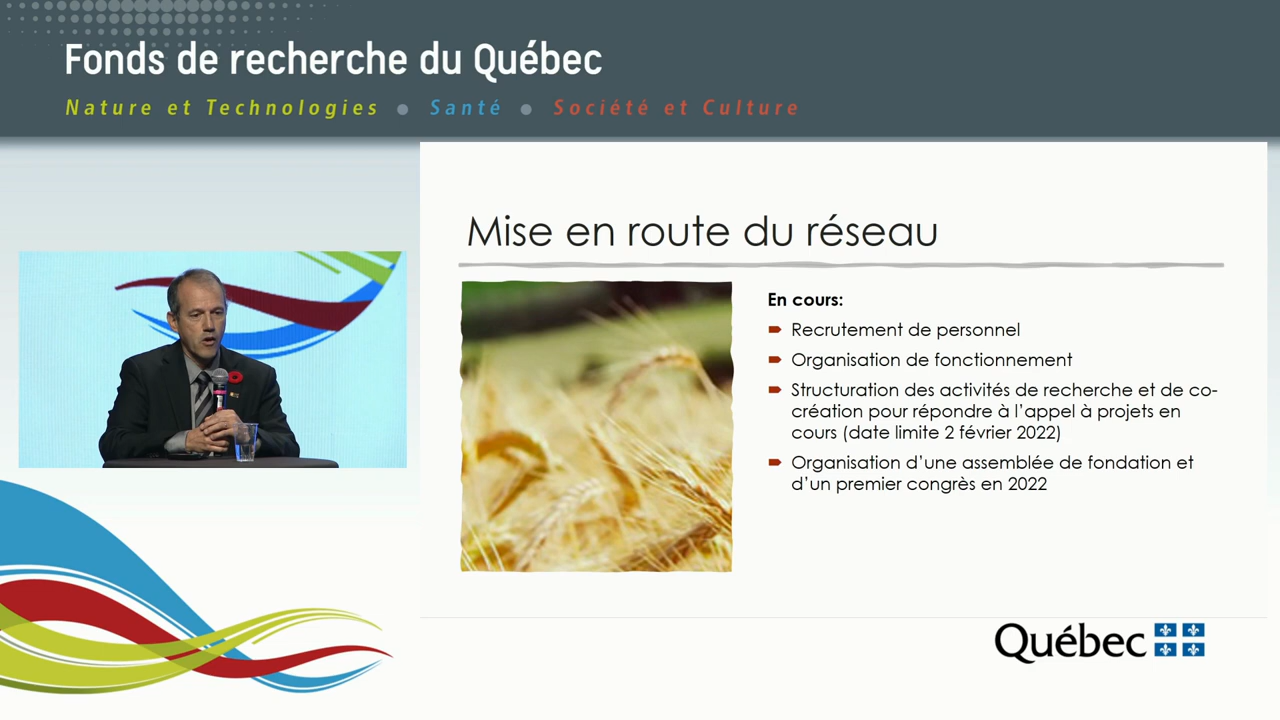 Fonds de recherche du Québec
Nature et Technologies ● Santé ● Société et Culture
Mise en route du réseau
En cours:
Recrutement de personnel
Organisation de fonctionnement
Structuration des activités de recherche et de co-
création pour répondre à l'appel à projets en
cours (date limite 2 février 2022)
Organisation d'une assemblée de fondation et
d'un premier congrès en 2022
Québec